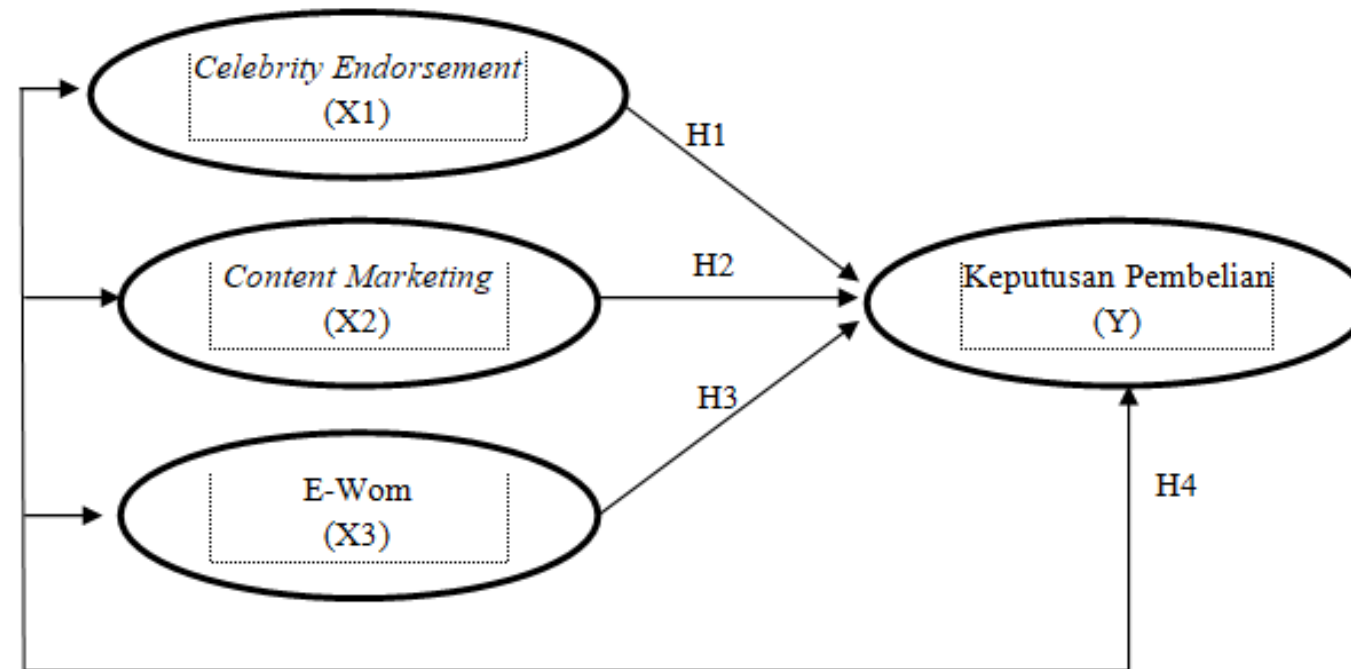 Celebrity Endorsement
(X1)
H1
Content Marketing
(X2)
H2
Keputusan Pembelian
(Y)
H3
E-Wom
(X3)
H4